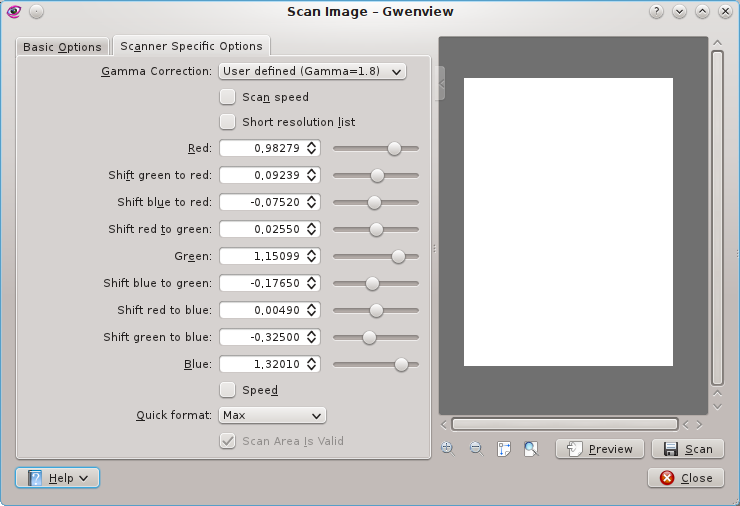 Scan Image – Gwenview
Basic Options
Scanner Specific Options
Gamma Correction: User defined (Gamma=1.8)
Scan speed
Short resolution list
Red: 0,98279
Shift green to red: 0,09239
Shift blue to red: -0,07520
Shift red to green: 0,02550
Green: 1,15099
Shift blue to green: -0,17650
Shift red to blue: 0,00490
Shift green to blue: -0,32500
Blue: 1,32010
Speed
Quick format: Max
Scan Area Is Valid
Preview
Scan
Help
Close